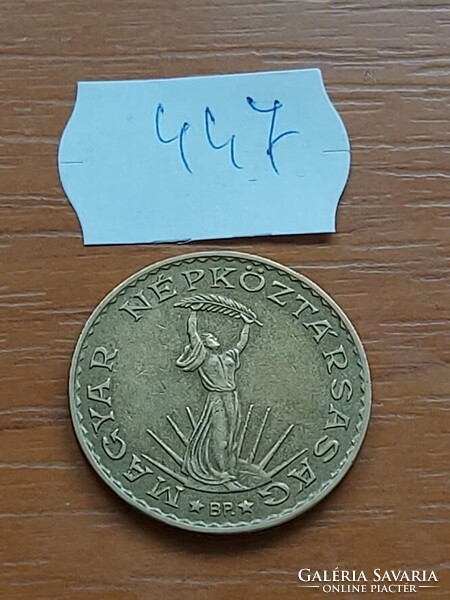 447
MAGYAR NÉPKÖZTÁRSASÁG
★ BP. ★
GALÉRIA SAVARIA
ONLINE PIACTÉR